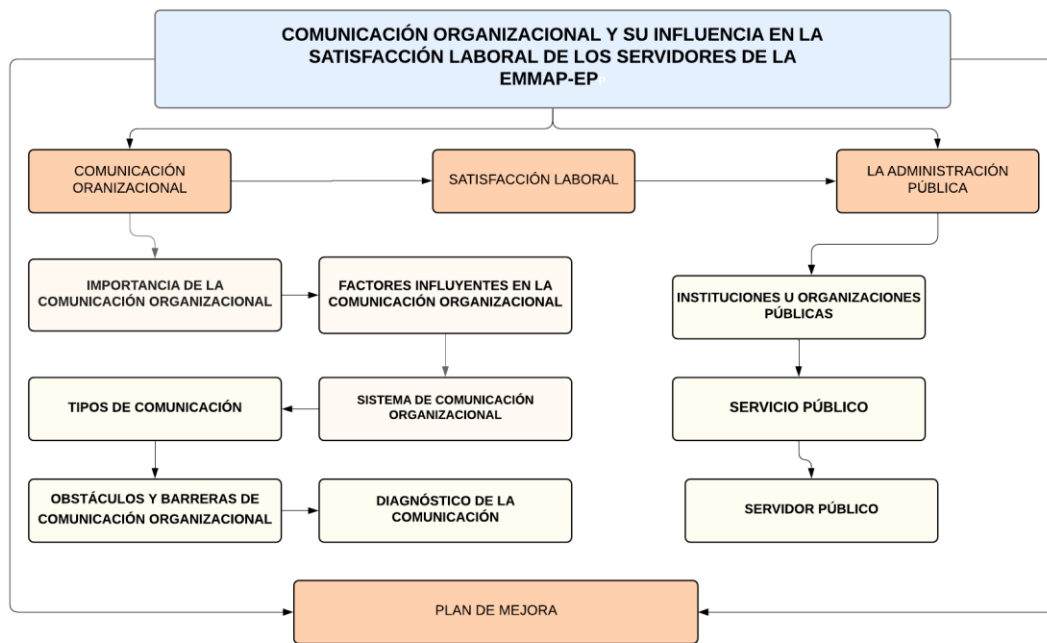 COMUNICACIÓN ORGANIZACIONAL Y SU INFLUENCIA EN LA
SATISFACCIÓN LABORAL DE LOS SERVIDORES DE LA
EMMAP-EP
COMUNICACIÓN
ORANIZACIONAL
SATISFACCIÓN LABORAL
LA ADMINISTRACIÓN
PÚBLICA
IMPORTANCIA DE LA
COMUNICACIÓN ORGANIZACIONAL
FACTORES INFLUYENTES EN LA
COMUNICACIÓN ORGANIZACIONAL
INSTITUCIONES U ORGANIZACIONES
PÚBLICAS
TIPOS DE COMUNICACIÓN
SISTEMA DE COMUNICACIÓN
ORGANIZACIONAL
SERVICIO PÚBLICO
OBSTÁCULOS Y BARRERAS DE
COMUNICACIÓN ORGANIZACIONAL
DIAGNÓSTICO DE LA
COMUNICACIÓN
SERVIDOR PÚBLICO
PLAN DE MEJORA